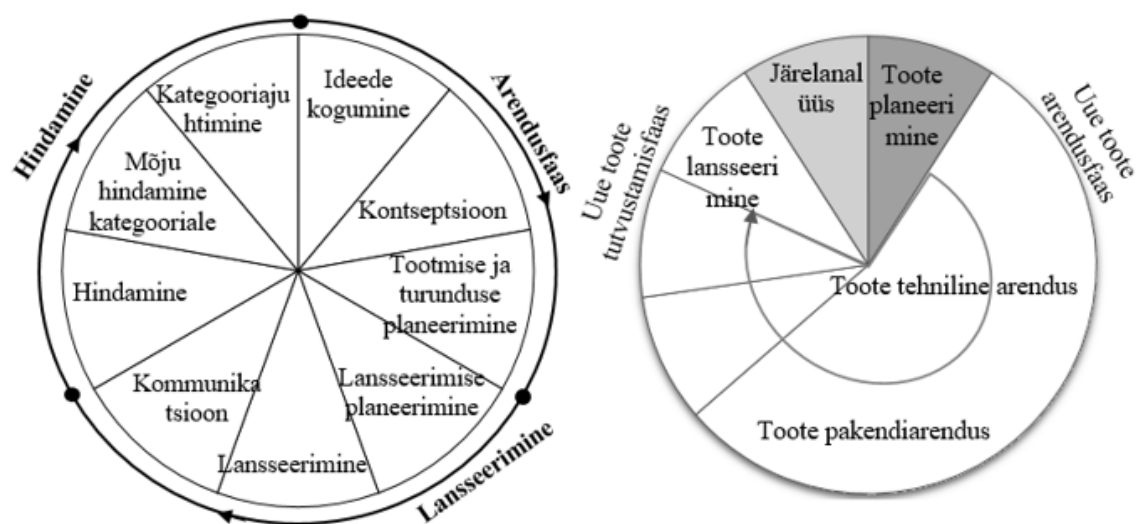 Hindamine
Arendusfaas
Lansseerimine
Ideede
kogumine
Kontseptsioon
Tootmise ja
turunduse
planeerimine
Lansseerimise
planeerimine
Lansseerimine
Kommunika
tsioon
Hindamine
Mõju
hindamine
kategooriale
Kategooriaju
htimine
Uue toote
tutvustamisfaas
Uue toote
arendusfaas
Toote
planeeri
mine
Toote tehniline arendus
Toote pakendiarendus
Toote
lansseeri
mine
Järelanal
üüs